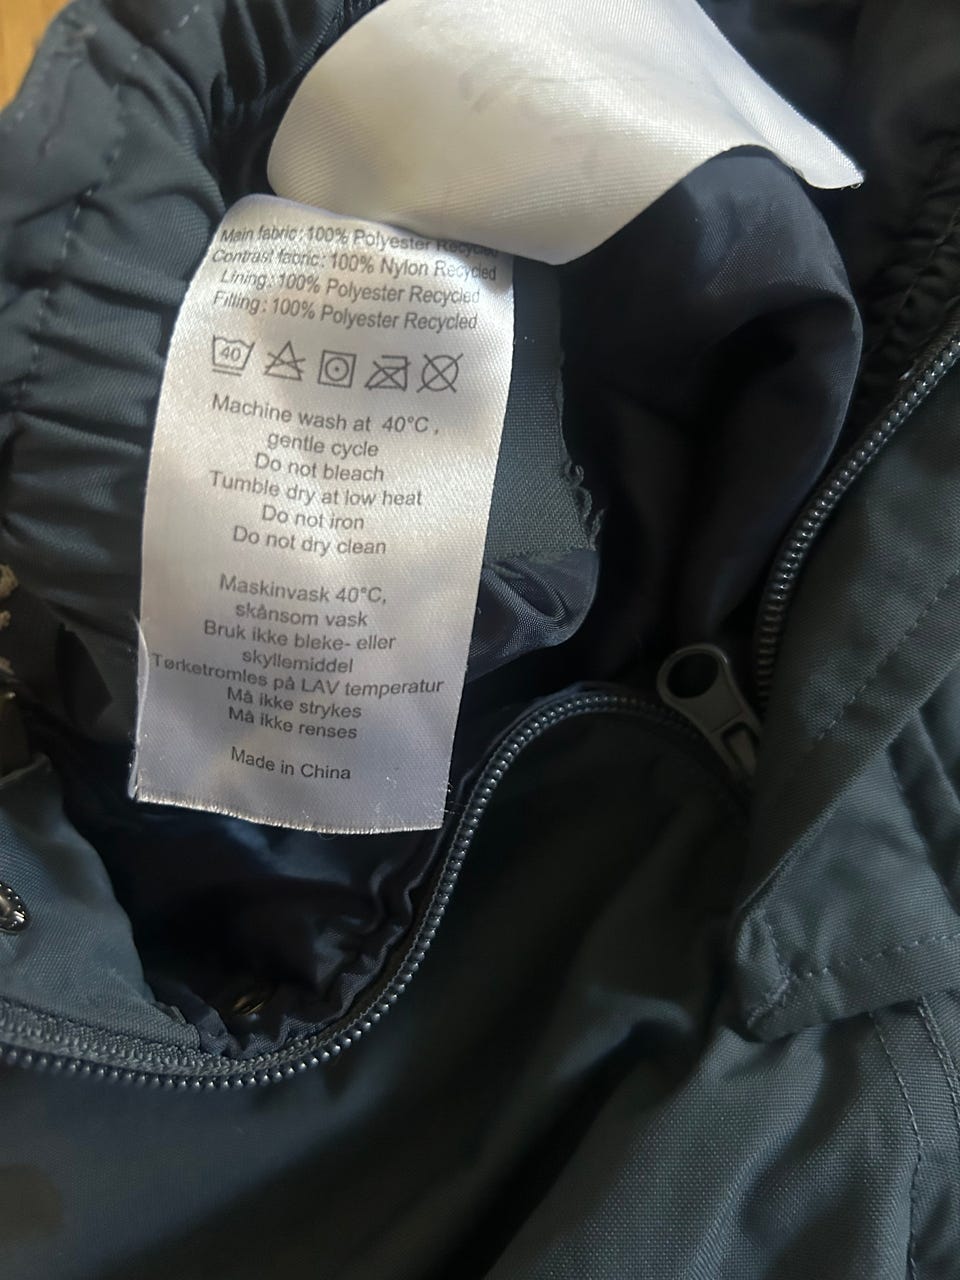 Main fabric: 100% Polyester Recycled
Contrast fabric: 100% Nylon Recycled
Lining: 100% Polyester Recycled
Filling: 100% Polyester Recycled
40
Machine wash at 40°C,
gentle cycle
Do not bleach
Tumble dry at low heat
Do not iron
Do not dry clean
Maskinvask 40°C,
skånsom vask
Bruk ikke bleke- eller
skyllemiddel
Tørketromles på LAV temperatur
Må ikke strykes
Må ikke renses
Made in China